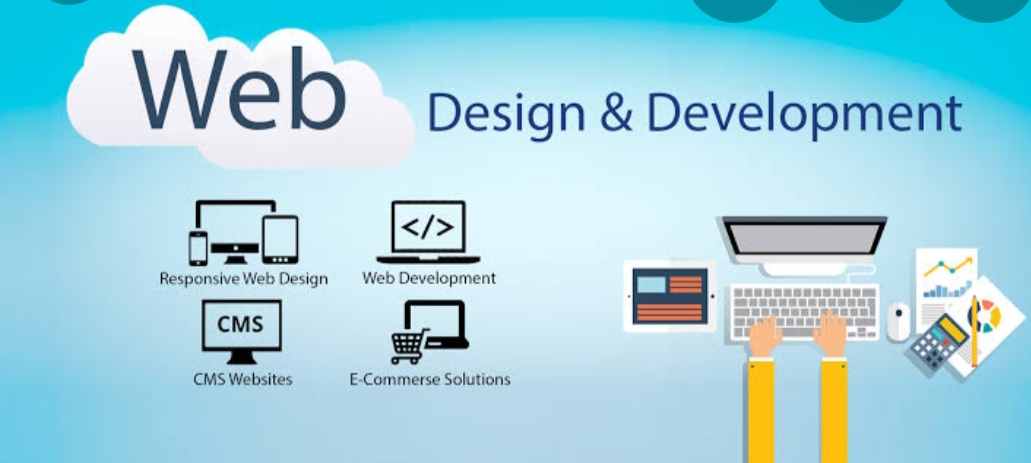 Web
Design & Development
</>
Responsive Web Design
Web Development
CMS
CMS Websites
E-Commerse Solutions